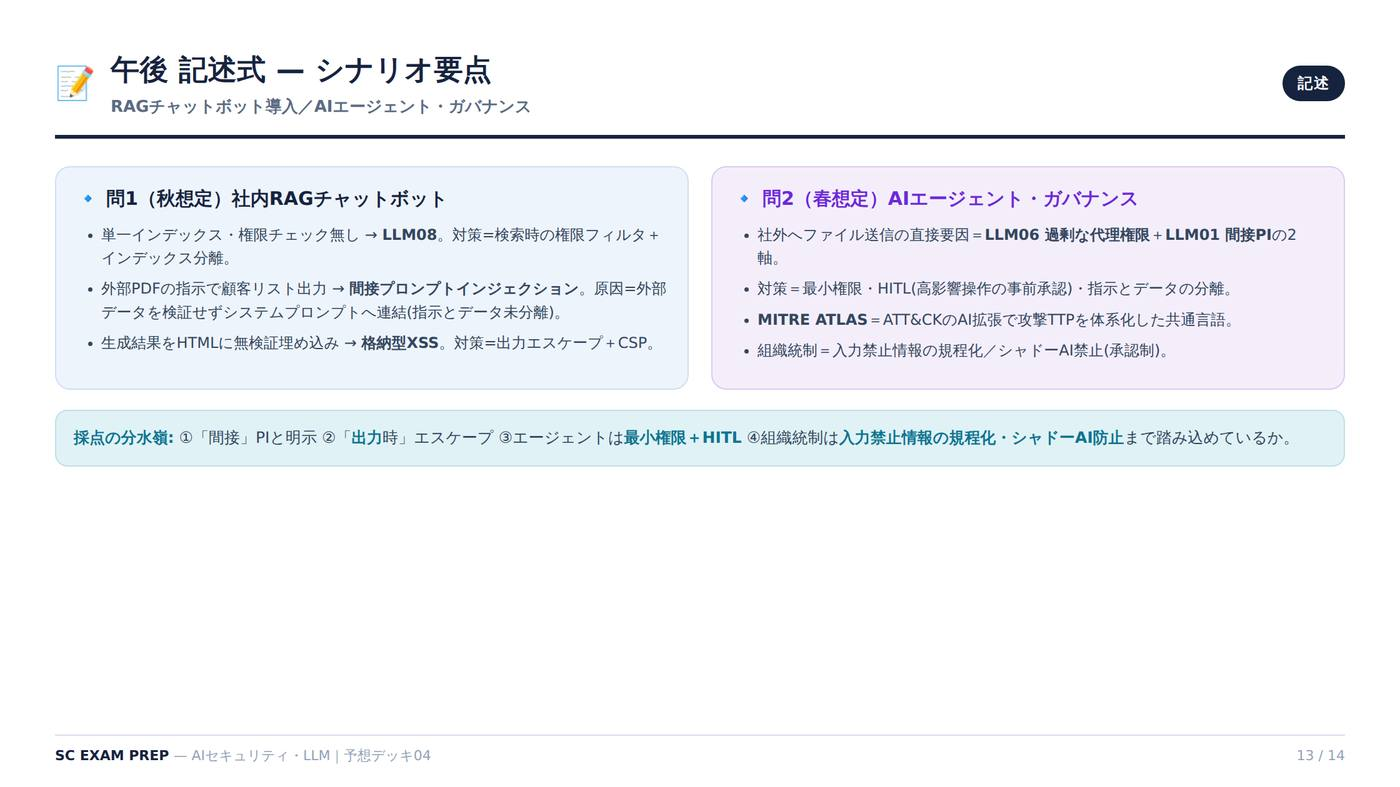 午後 記述式 — シナリオ要点
RAGチャットボット導入／AIエージェント・ガバナンス
記述
問1（秋想定）社内RAGチャットボット
• 単一インデックス・権限チェック無し → LLM08。対策=検索時の権限フィルタ＋
インデックス分離。
• 外部PDFの指示で顧客リスト出力 → 間接プロンプトインジェクション。原因=外部
データを検証せずシステムプロンプトへ連結(指示とデータ未分離)。
• 生成結果をHTMLに無検証埋め込み → 格納型XSS。対策=出力エスケープ＋CSP。
問2（春想定）AIエージェント・ガバナンス
• 社外へファイル送信の直接要因＝LLM06 過剰な代理権限＋LLM01 間接PIの2
軸。
• 対策＝最小権限・HITL(高影響操作の事前承認)・指示とデータの分離。
• MITRE ATLAS＝ATT&CKのAI拡張で攻撃TTPを体系化した共通言語。
• 組織統制＝入力禁止情報の規程化／シャドーAI禁止(承認制)。
採点の分水嶺: ①「間接」PIと明示 ②「出力時」エスケープ ③エージェントは最小権限＋HITL ④組織統制は入力禁止情報の規程化・シャドーAI防止まで踏み込めているか。
SC EXAM PREP — AIセキュリティ・LLM｜予想デッキ04
13 / 14